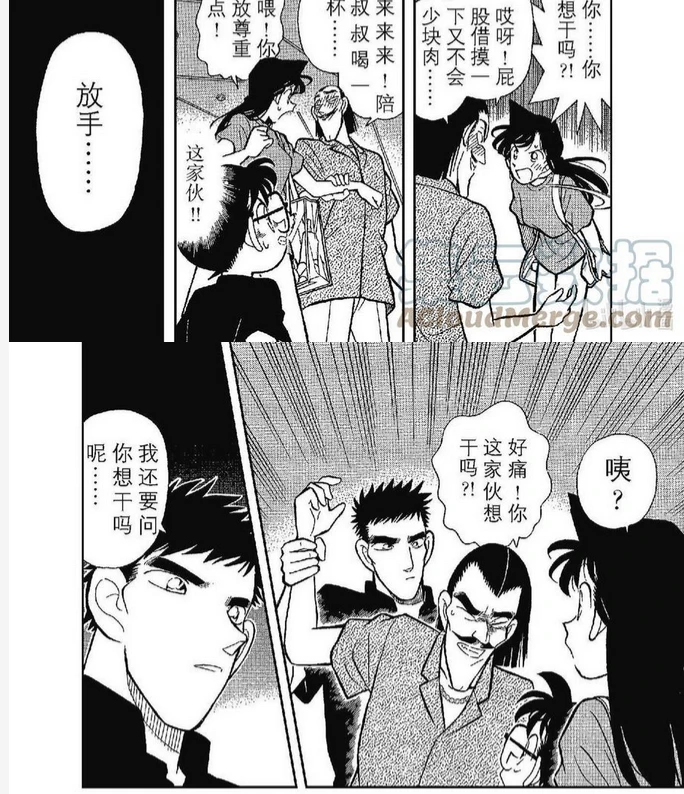 你……你
想干吗?!
哎呀！屁
股借摸一
下又不会
少块肉……
来来来！陪
叔叔喝一
杯……
喂！你
放尊重
点！
这家伙!!
放手……
咦？
好痛！你
这家伙想
干吗?!
我还要问
你想干吗
呢……
ACloudMerge.com